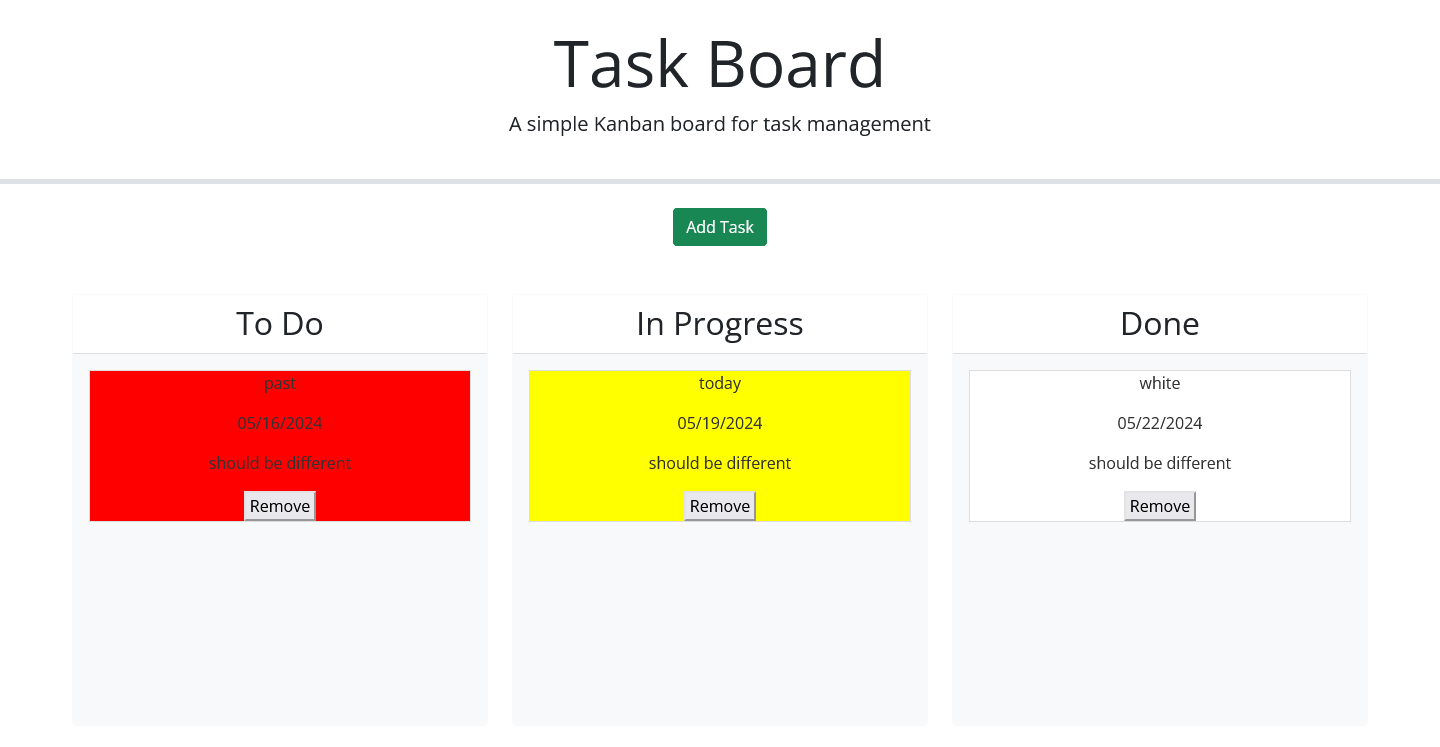 Task Board
A simple Kanban board for task management
Add Task
To Do
past
05/16/2024
should be different
Remove
In Progress
today
05/19/2024
should be different
Remove
Done
white
05/22/2024
should be different
Remove